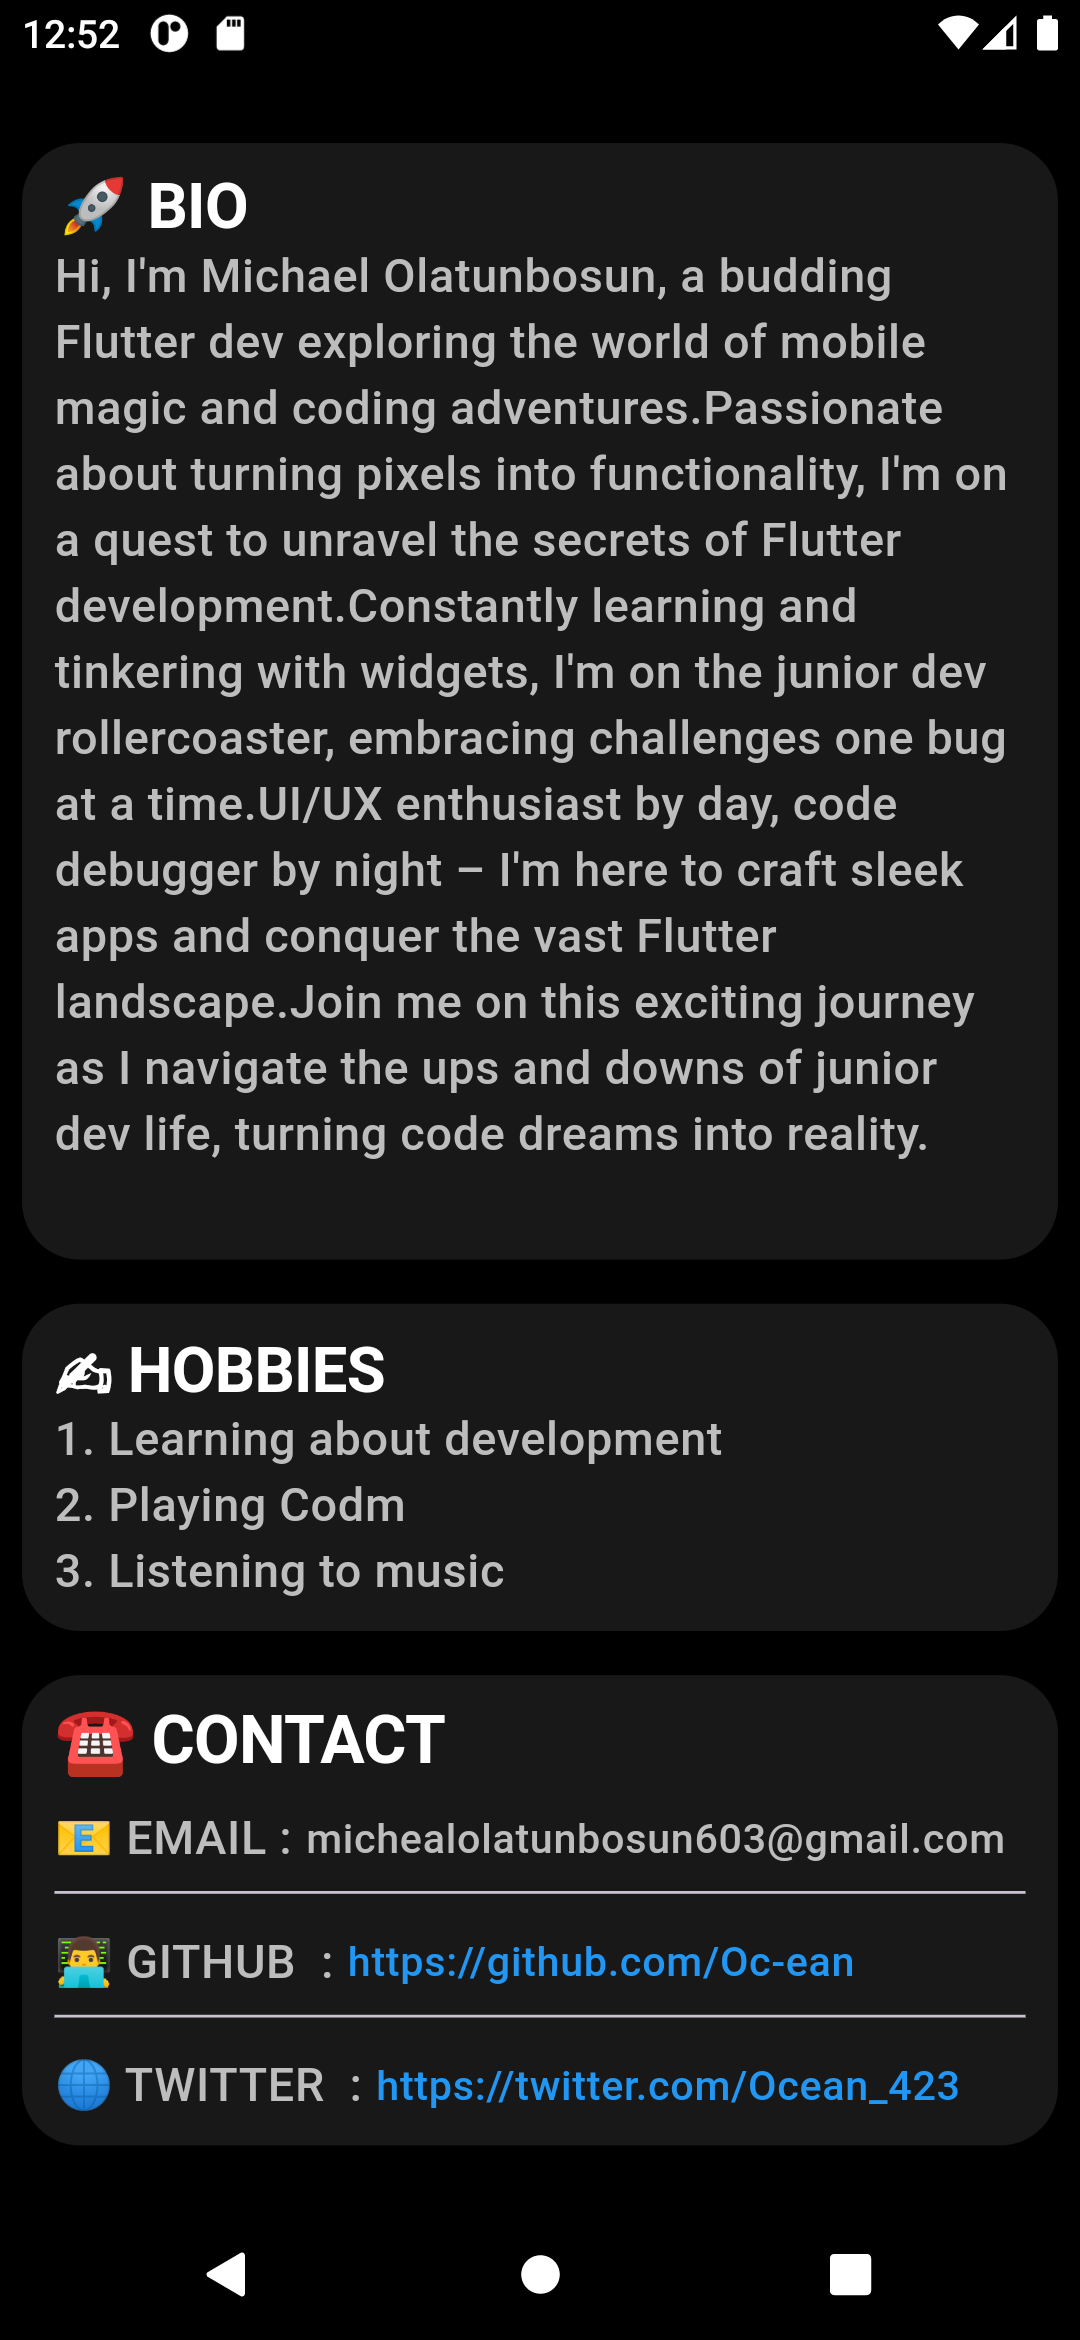 12:52
🚀 BIO
Hi, I'm Michael Olatunbosun, a budding
Flutter dev exploring the world of mobile
magic and coding adventures.Passionate
about turning pixels into functionality, I'm on
a quest to unravel the secrets of Flutter
development.Constantly learning and
tinkering with widgets, I'm on the junior dev
rollercoaster, embracing challenges one bug
at a time.UI/UX enthusiast by day, code
debugger by night – I'm here to craft sleek
apps and conquer the vast Flutter
landscape.Join me on this exciting journey
as I navigate the ups and downs of junior
dev life, turning code dreams into reality.
✍ HOBBIES
1. Learning about development
2. Playing Codm
3. Listening to music
☎️ CONTACT
📧 EMAIL : michealolatunbosun603@gmail.com
👨‍💻 GITHUB : https://github.com/Oc-ean
🌐 TWITTER : https://twitter.com/Ocean_423